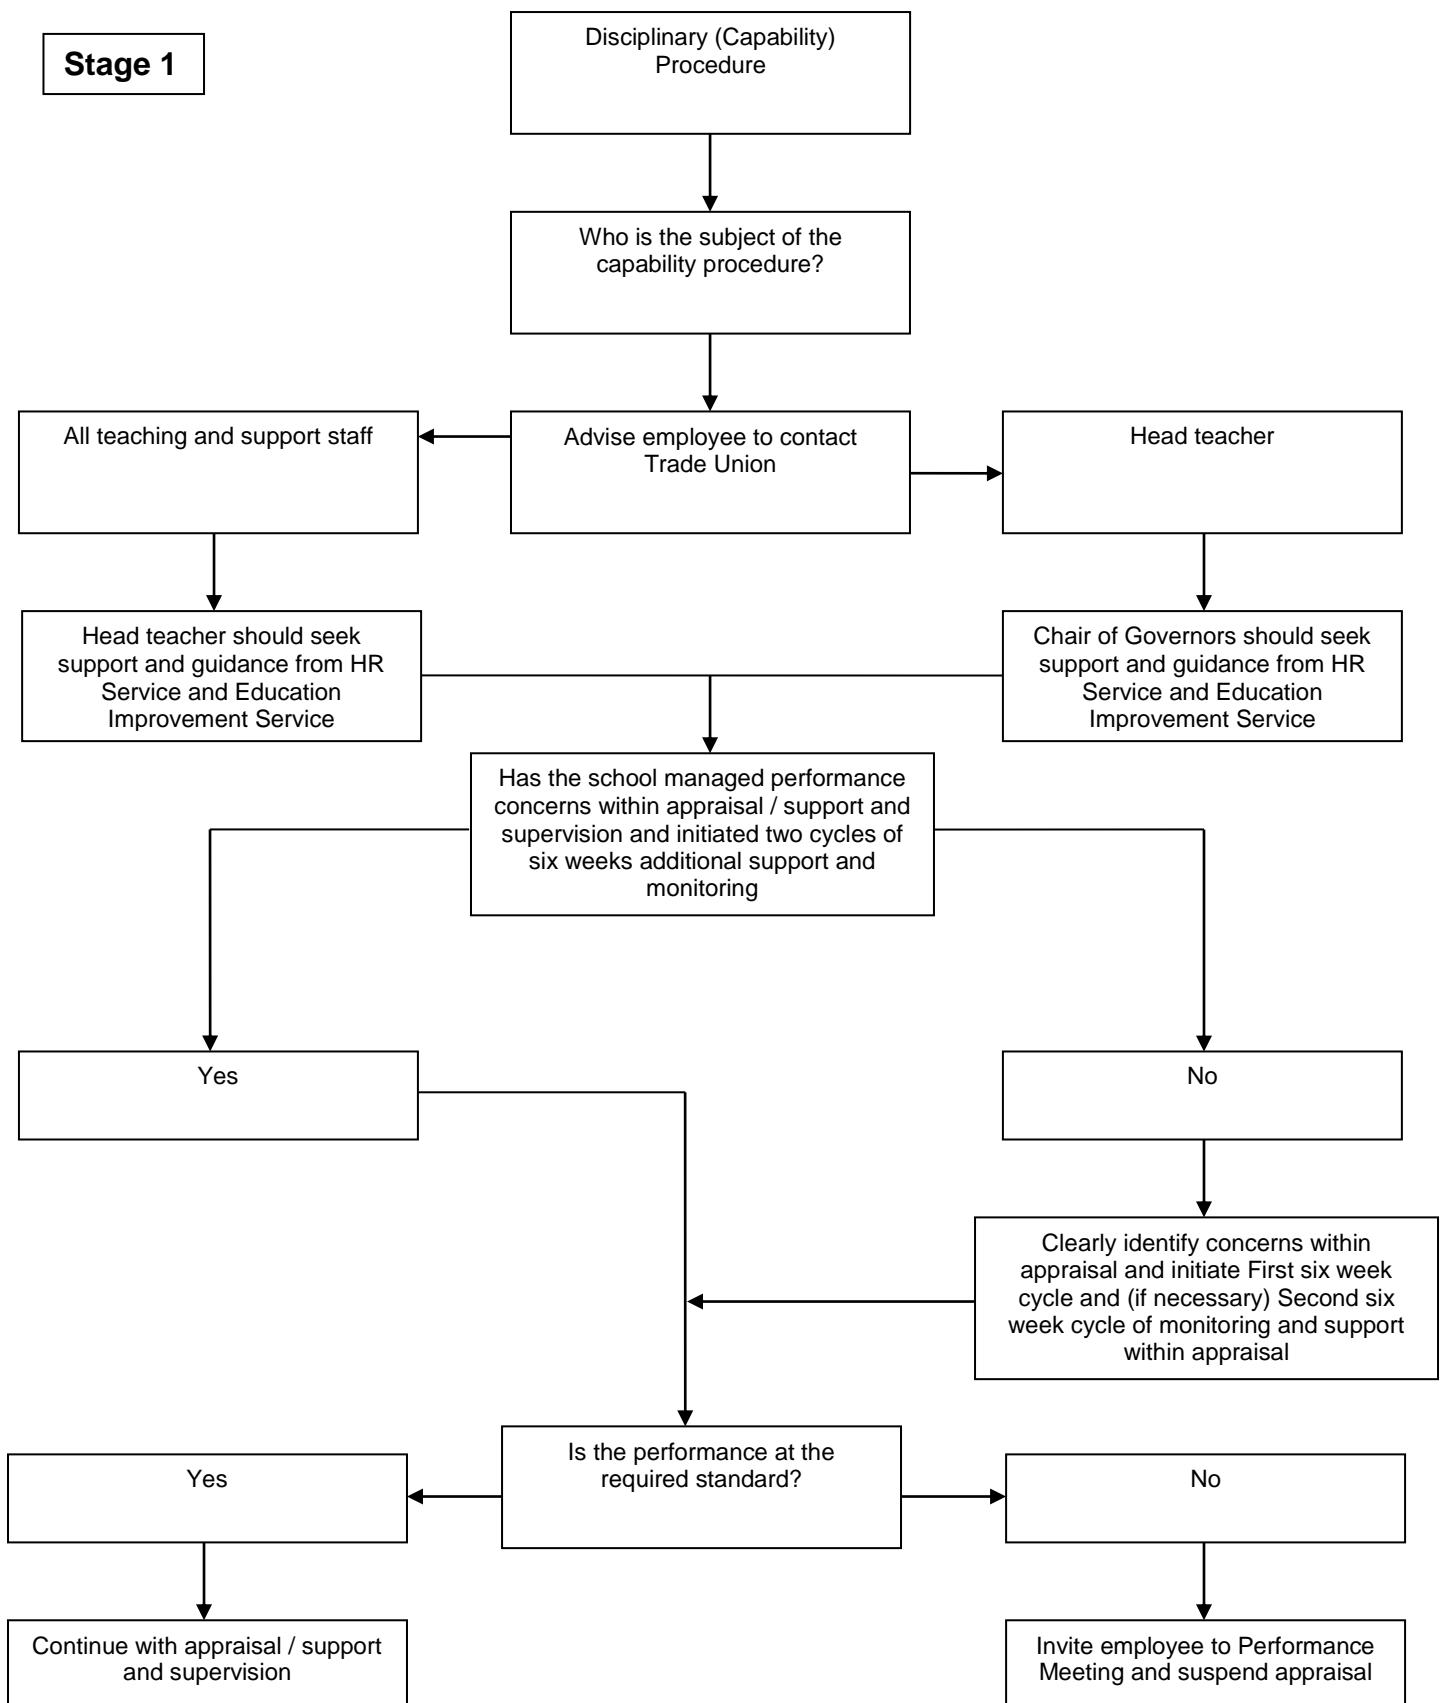 Stage 1
Disciplinary (Capability)
Procedure
Who is the subject of the
capability procedure?
All teaching and support staff
Advise employee to contact
Trade Union
Head teacher
Head teacher should seek
support and guidance from HR
Service and Education
Improvement Service
Chair of Governors should seek
support and guidance from HR
Service and Education
Improvement Service
Has the school managed performance
concerns within appraisal / support and
supervision and initiated two cycles of
six weeks additional support and
monitoring
Yes
No
Clearly identify concerns within
appraisal and initiate First six week
cycle and (if necessary) Second six
week cycle of monitoring and support
within appraisal
Is the performance at the
required standard?
Yes
No
Continue with appraisal / support
and supervision
Invite employee to Performance
Meeting and suspend appraisal